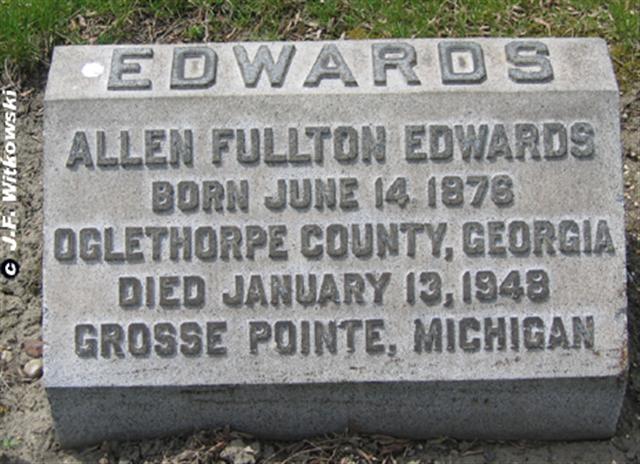 EDWARDS
ALLEN FULLTON EDWARDS
BORN JUNE 14 1876
OGLETHORPE COUNTY, GEORGIA
DIED JANUARY 13, 1948
GROSSE POINTE, MICHIGAN
© J.F. Witkowski